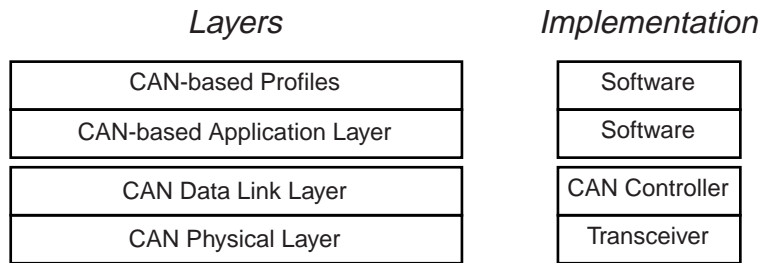 Layers Implementation
CAN-based Profiles Software
CAN-based Application Layer Software
CAN Data Link Layer CAN Controller
CAN Physical Layer Transceiver